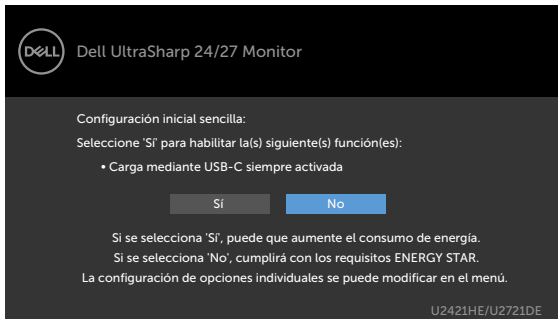 DELL
Dell UltraSharp 24/27 Monitor
Configuración inicial sencilla:
Seleccione 'Sí' para habilitar la(s) siguiente(s) función(es):
• Carga mediante USB-C siempre activada
Sí No
Si se selecciona 'Sí', puede que aumente el consumo de energía.
Si se selecciona 'No', cumplirá con los requisitos ENERGY STAR.
La configuración de opciones individuales se puede modificar en el menú.
U2421HE/U2721DE